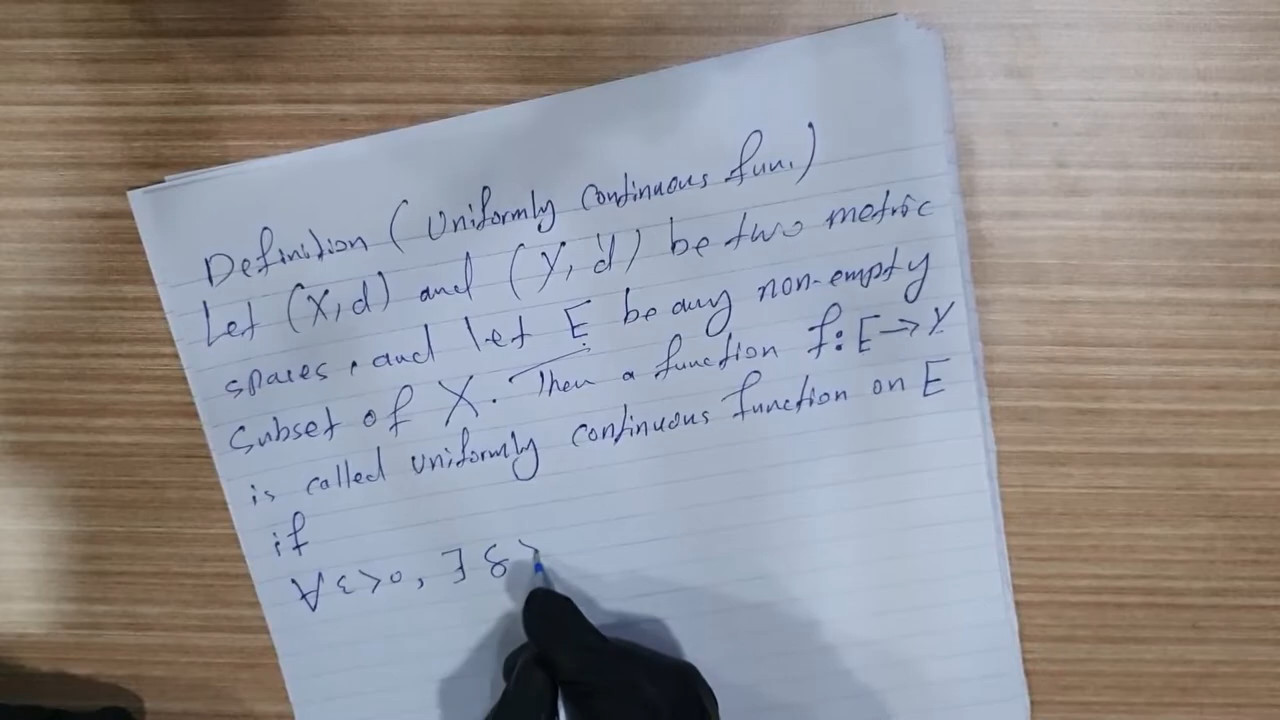 Definition (Uniformly Continuous fun.)
Let (X,d) and (Y,d') be two metric
spaces, and let E be any non-empty
subset of X. Then a function f:E→Y
is called uniformly continuous function on E
if
∀ε>0, ∃ δ>